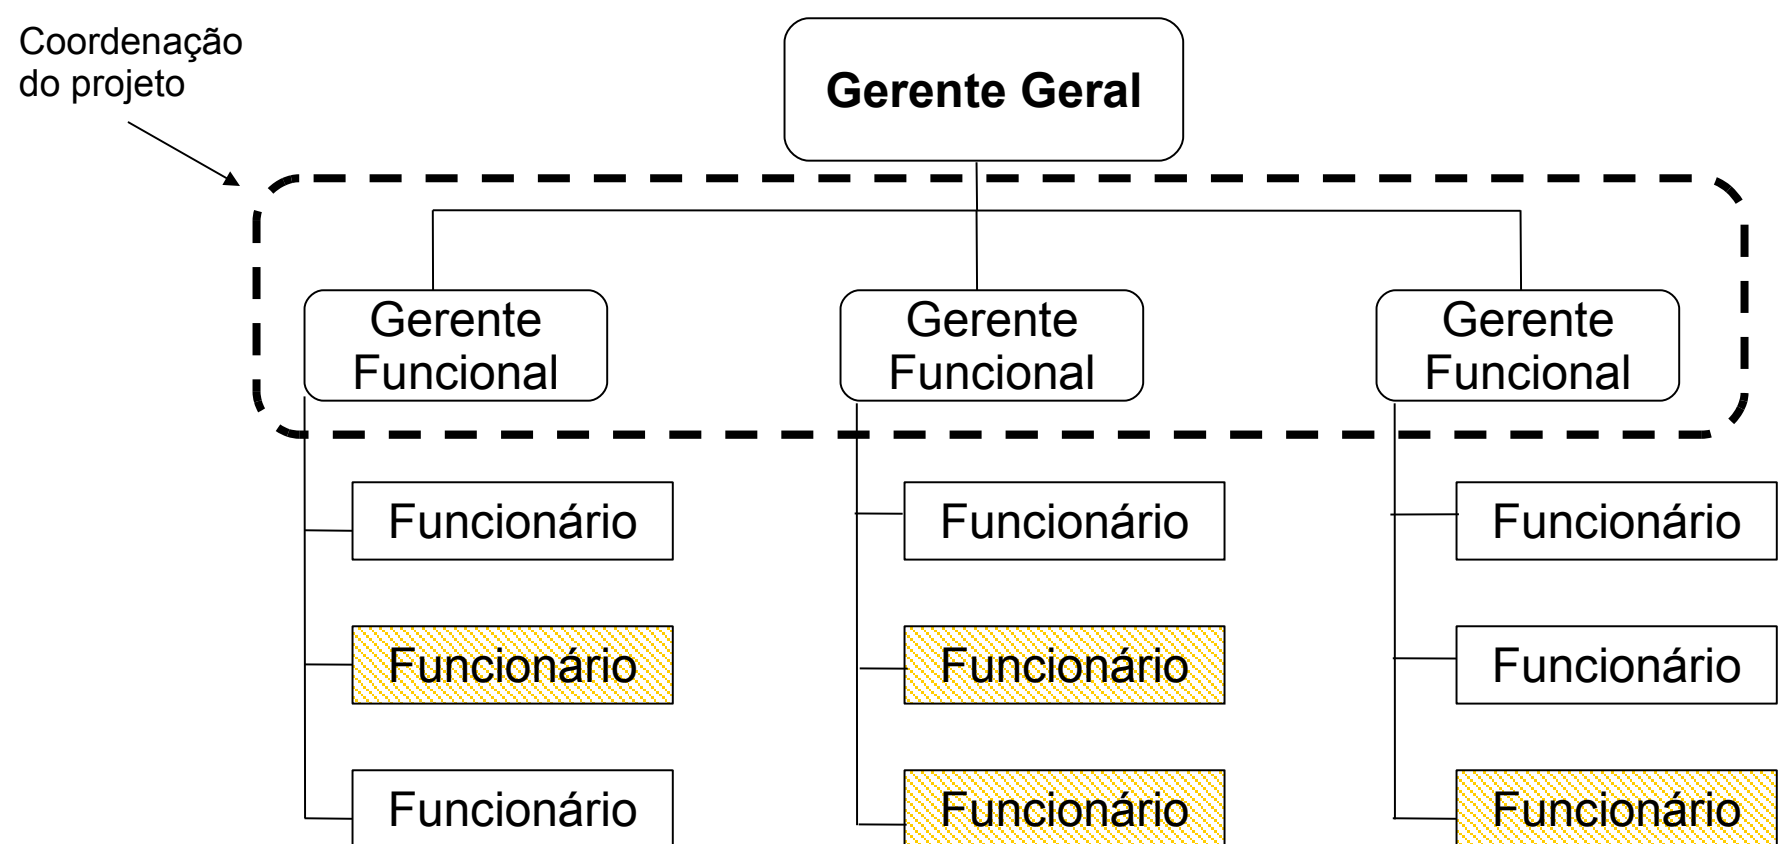 Coordenação
do projeto
Gerente Geral
Gerente
Funcional
Gerente
Funcional
Gerente
Funcional
Funcionário
Funcionário
Funcionário
Funcionário
Funcionário
Funcionário
Funcionário
Funcionário
Funcionário